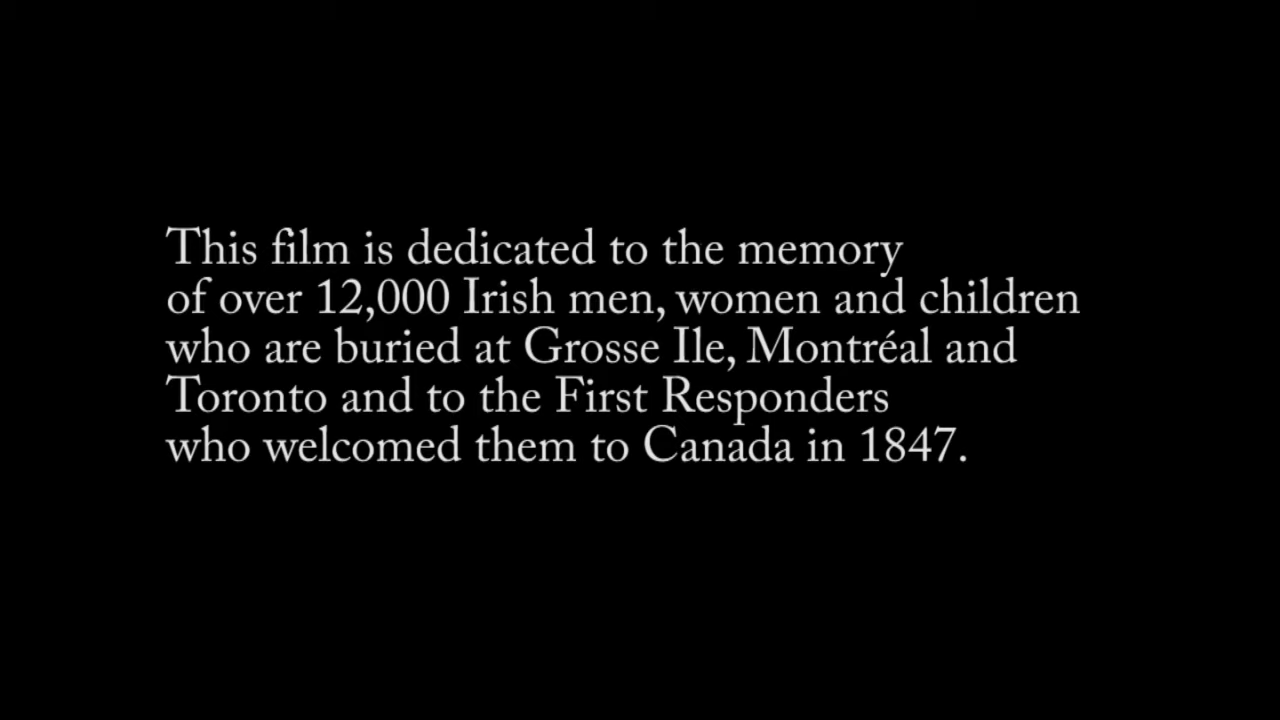 This film is dedicated to the memory
of over 12,000 Irish men, women and children
who are buried at Grosse Ile, Montréal and
Toronto and to the First Responders
who welcomed them to Canada in 1847.